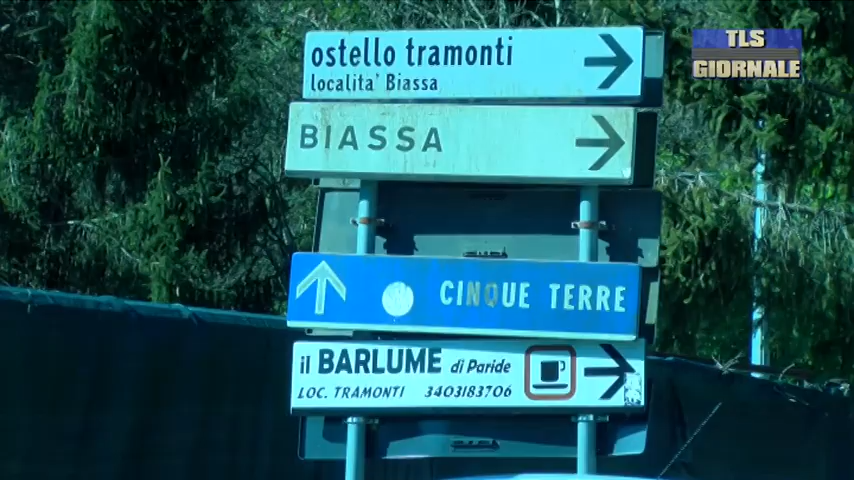 TLS
GIORNALE
ostello tramonti
localita' Biassa
BIASSA
CINQUE TERRE
il BARLUME di Paride
LOC. TRAMONTI 3403183706